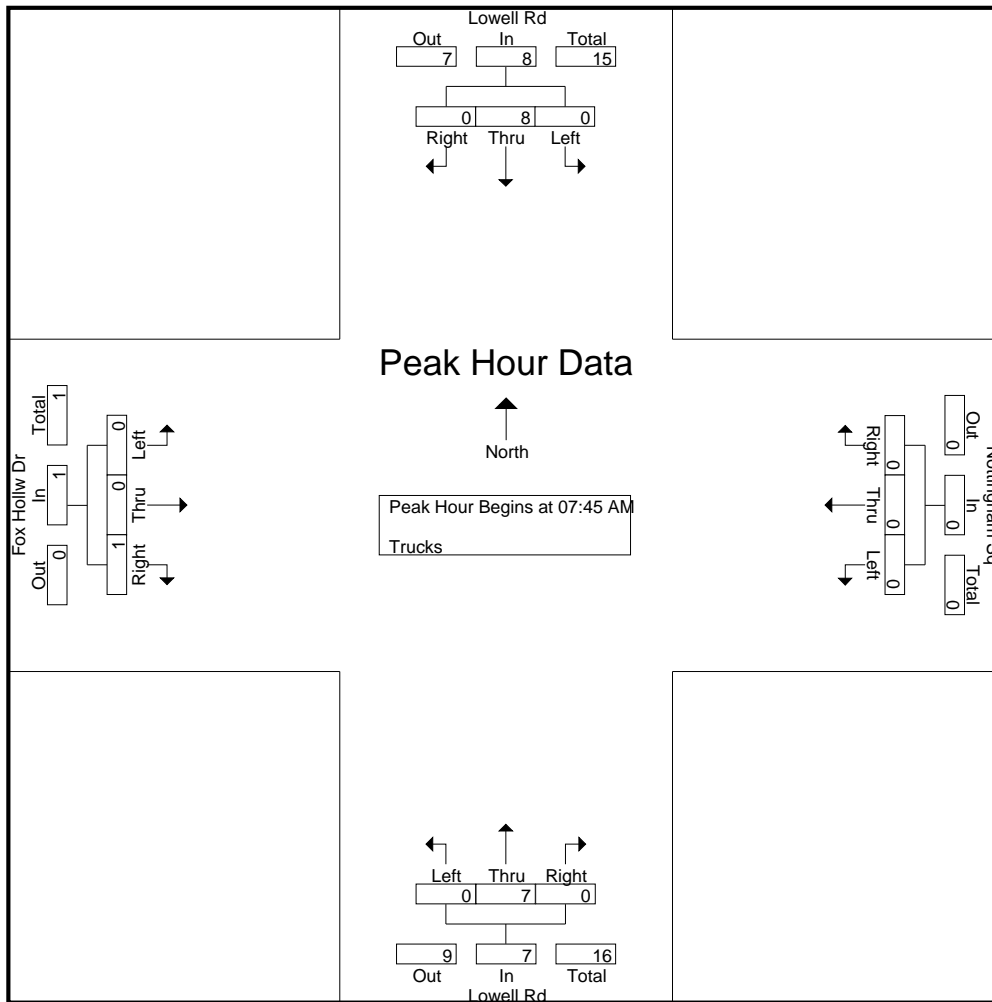 Lowell Rd
Out In Total
7 8 15
0 8 0
Right Thru Left
Peak Hour Data
North
Peak Hour Begins at 07:45 AM
Trucks
Fox Hollw Dr
Out In Total
0 1 1
1 0 0
Right Thru Left
Nottingham Sq
Out In Total
0 0 0
0 0 0
Right Thru Left
Left Thru Right
0 7 0
9 7 16
Out In Total
Lowell Rd